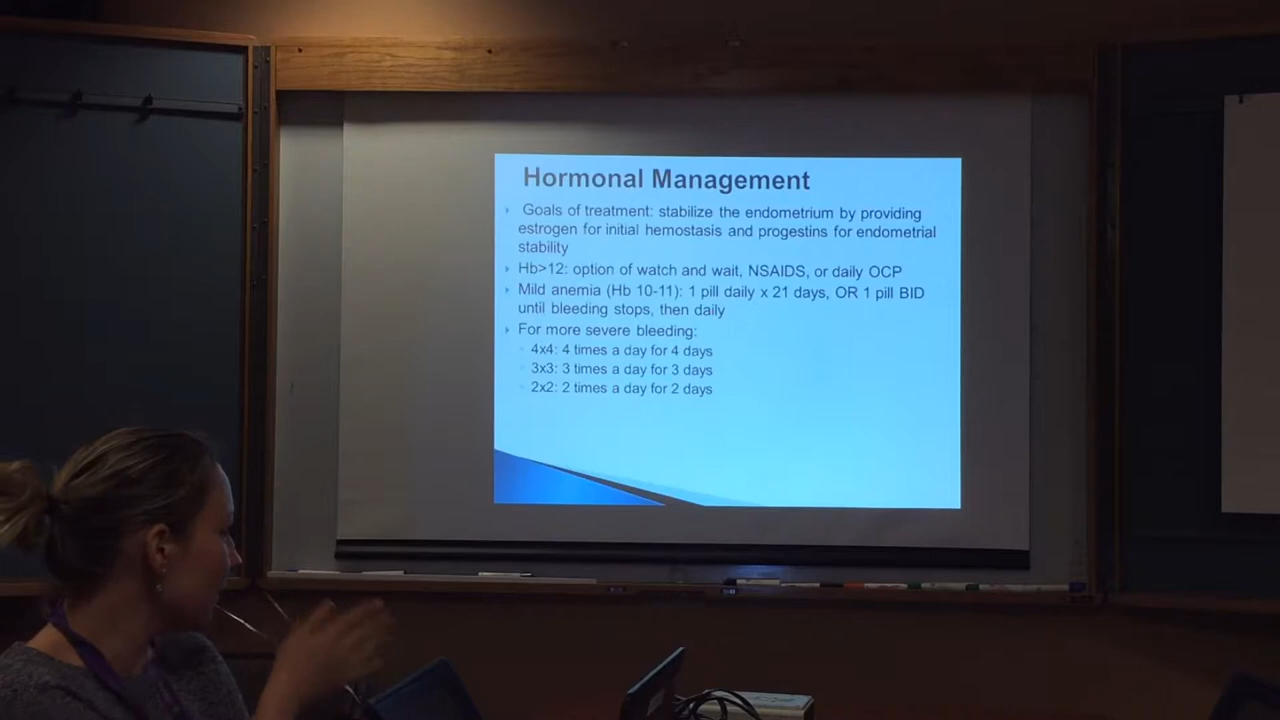 Hormonal Management
Goals of treatment: stabilize the endometrium by providing
estrogen for initial hemostasis and progestins for endometrial
stability
Hb>12: option of watch and wait, NSAIDS, or daily OCP
Mild anemia (Hb 10-11): 1 pill daily x 21 days, OR 1 pill BID
until bleeding stops, then daily
For more severe bleeding:
4x4: 4 times a day for 4 days
3x3: 3 times a day for 3 days
2x2: 2 times a day for 2 days